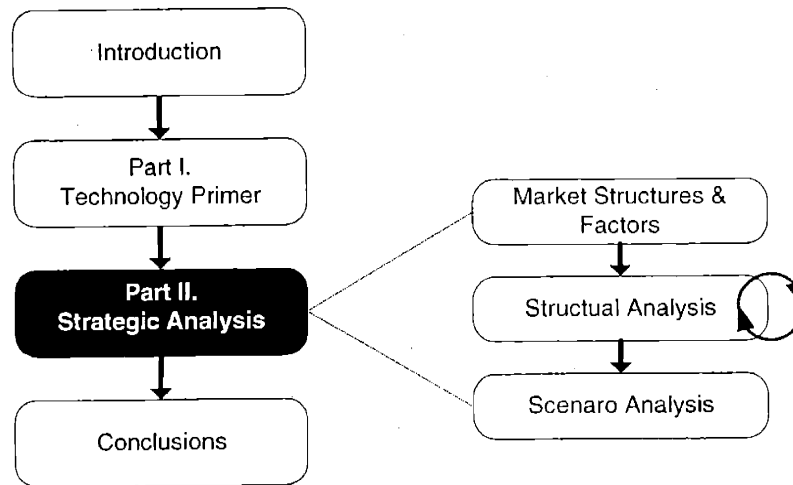 Introduction
Part I.
Technology Primer
Part II.
Strategic Analysis
Conclusions
Market Structures &
Factors
Structual Analysis
Scenaro Analysis